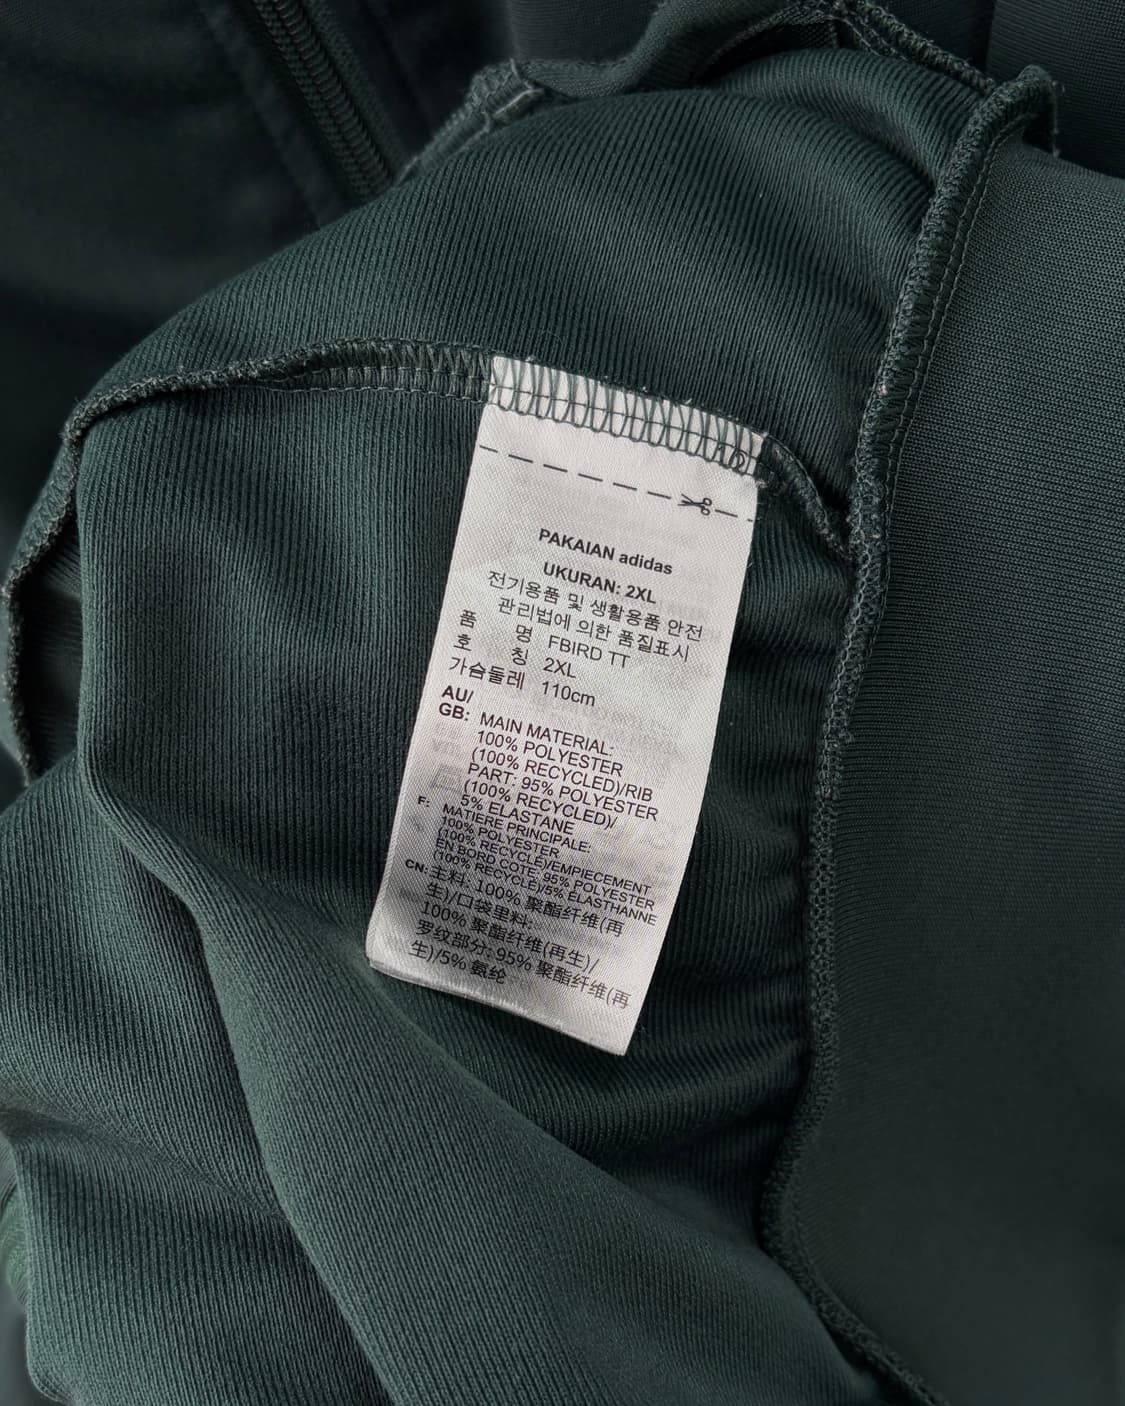 PAKAIAN adidas
UKURAN: 2XL
전기용품 및 생활용품 안전
관리법에 의한 품질표시
품 명 FBIRD TT
호 칭 2XL
가슴둘레 110cm
AU/
GB: MAIN MATERIAL:
100% POLYESTER
(100% RECYCLED)/RIB
PART: 95% POLYESTER
(100% RECYCLED)/
5% ELASTANE
F: MATIERE PRINCIPALE:
100% POLYESTER
(100% RECYCLÉ)/EMPIECEMENT
EN BORD COTE: 95% POLYESTER
(100% RECYCLÉ)/5% ÉLASTHANNE
CN: 主料: 100% 聚酯纤维(再
生)/口袋里料:
100% 聚酯纤维(再生)/
罗纹部分: 95% 聚酯纤维(再
生)/5% 氨纶